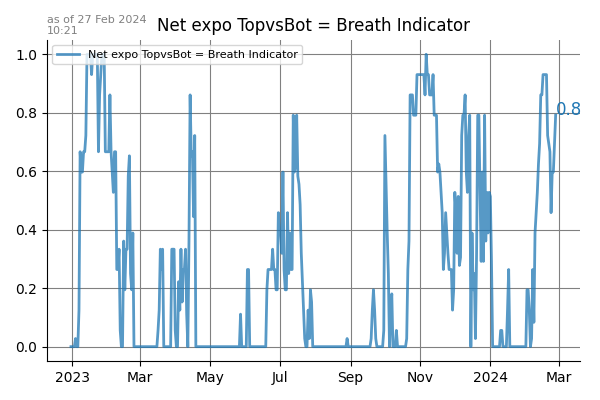 as of 27 Feb 2024
10:21
Net expo TopvsBot = Breath Indicator
Net expo TopvsBot = Breath Indicator
1.0
0.8
0.8
0.6
0.4
0.2
0.0
2023 Mar May Jul Sep Nov 2024 Mar